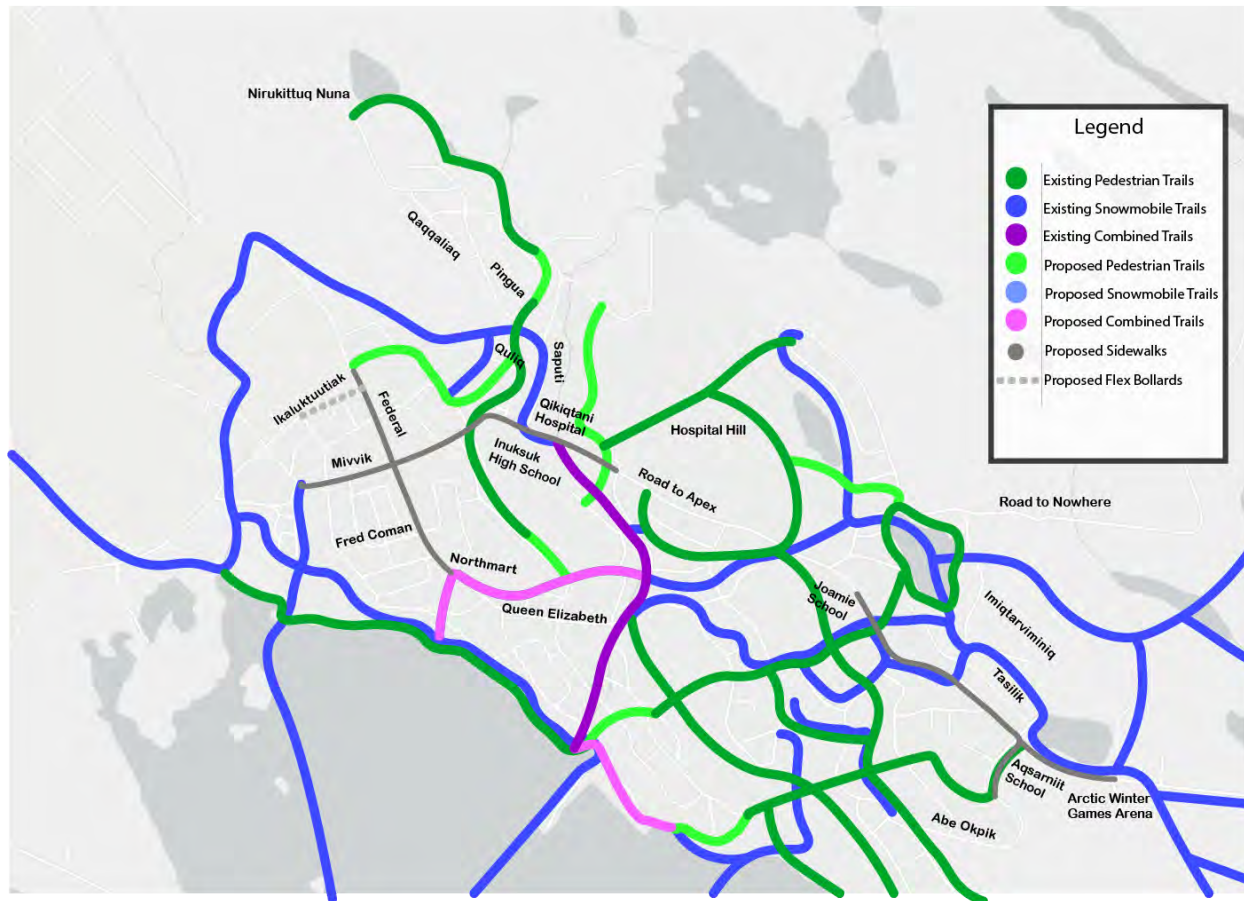 Nirukittuq Nuna
Legend
Existing Pedestrian Trails
Existing Snowmobile Trails
Existing Combined Trails
Proposed Pedestrian Trails
Proposed Snowmobile Trails
Proposed Combined Trails
Proposed Sidewalks
Proposed Flex Bollards
Qaqqaliaq
Pingua
Quliq
Saputi
Ikaluktuutiak
Federal
Qikiqtani
Hospital
Hospital Hill
Mivvik
Inuksuk
High School
Road to Apex
Road to Nowhere
Fred Coman
Northmart
Queen Elizabeth
Joamie
School
Imiqtarviminiq
Tasilik
Aqsarniit
School
Abe Okpik
Arctic Winter
Games Arena